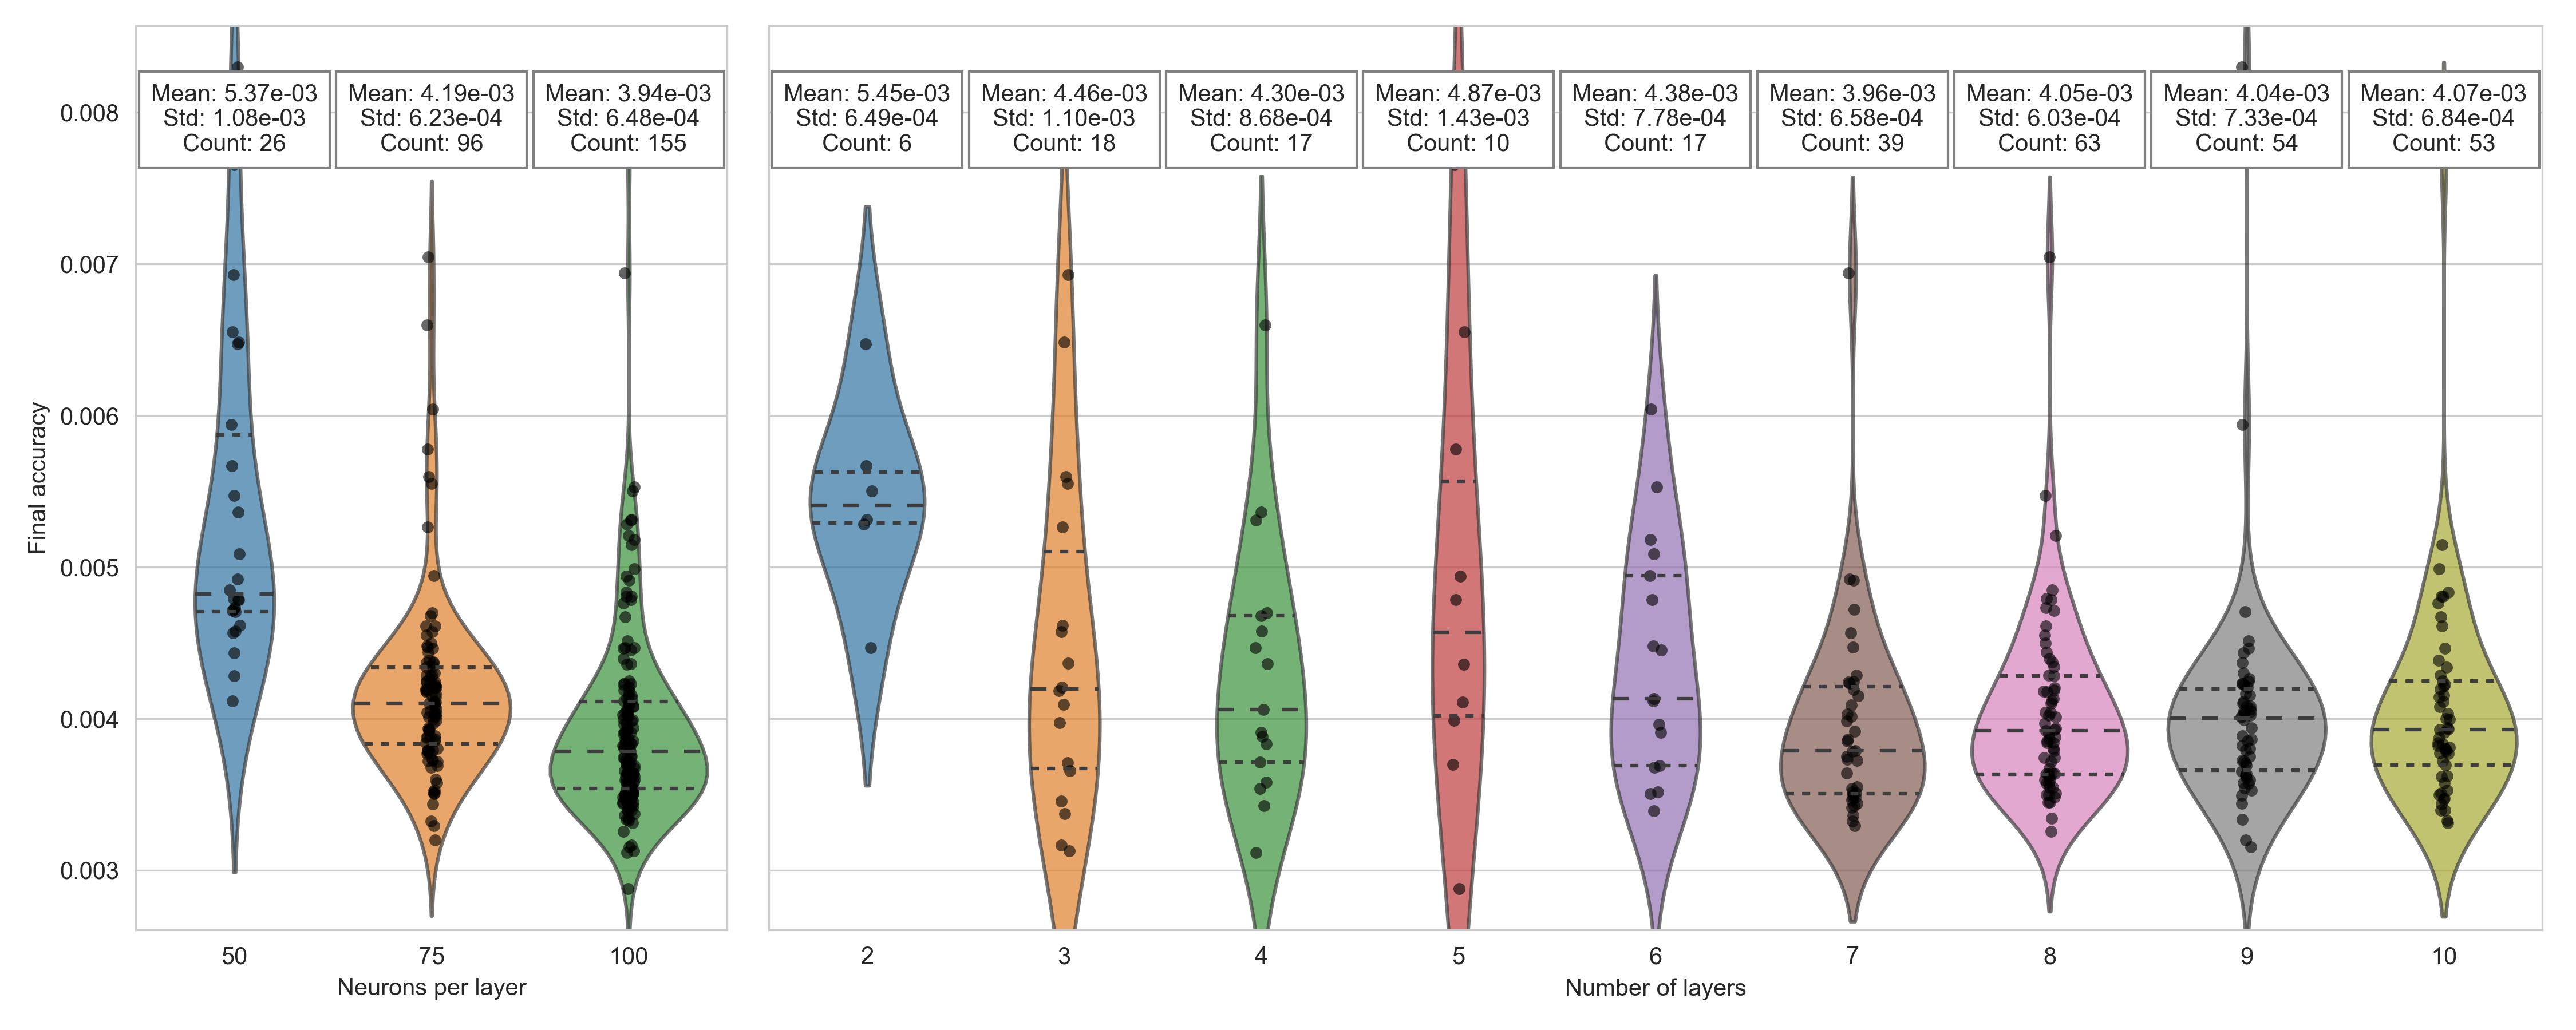 Mean: 5.37e-03
Std: 1.08e-03
Count: 26
Mean: 4.19e-03
Std: 6.23e-04
Count: 96
Mean: 3.94e-03
Std: 6.48e-04
Count: 155
Mean: 5.45e-03
Std: 6.49e-04
Count: 6
Mean: 4.46e-03
Std: 1.10e-03
Count: 18
Mean: 4.30e-03
Std: 8.68e-04
Count: 17
Mean: 4.87e-03
Std: 1.43e-03
Count: 10
Mean: 4.38e-03
Std: 7.78e-04
Count: 17
Mean: 3.96e-03
Std: 6.58e-04
Count: 39
Mean: 4.05e-03
Std: 6.03e-04
Count: 63
Mean: 4.04e-03
Std: 7.33e-04
Count: 54
Mean: 4.07e-03
Std: 6.84e-04
Count: 53
0.008
0.007
0.006
0.005
0.004
0.003
Final accuracy
50 75 100
Neurons per layer
2 3 4 5 6 7 8 9 10
Number of layers